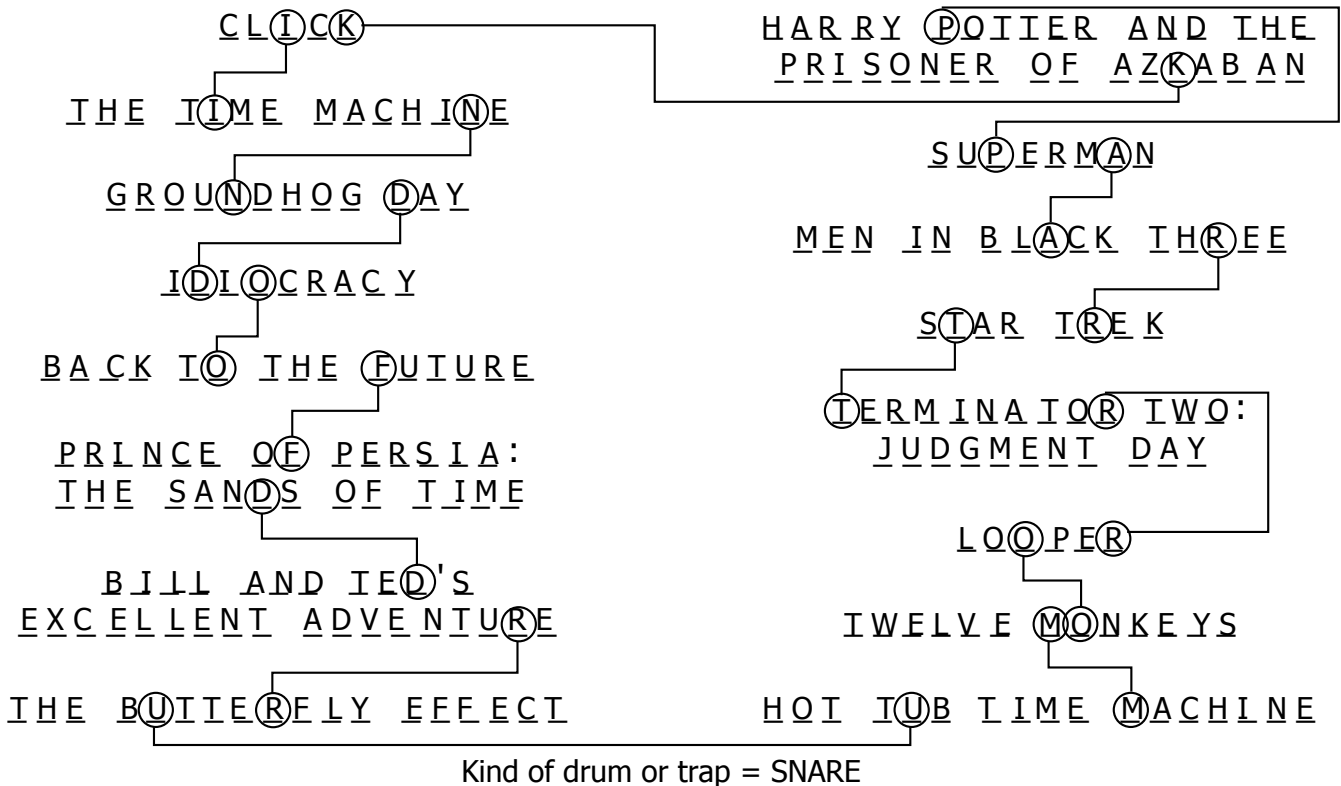 CLICK
THE TIME MACHINE
GROUNDHOG DAY
IDIOCRACY
BACK TO THE FUTURE
PRINCE OF PERSIA:
THE SANDS OF TIME
BILL AND TED'S
EXCELLENT ADVENTURE
THE BUTTERFLY EFFECT
HARRY POTTER AND THE
PRISONER OF AZKABAN
SUPERMAN
MEN IN BLACK THREE
STAR TREK
TERMINATOR TWO:
JUDGMENT DAY
LOOPER
TWELVE MONKEYS
HOT TUB TIME MACHINE
Kind of drum or trap = SNARE